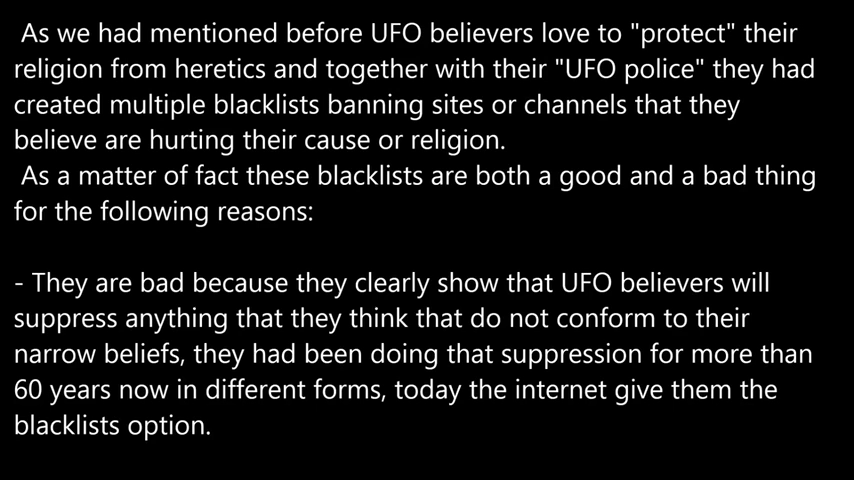 As we had mentioned before UFO believers love to "protect" their
religion from heretics and together with their "UFO police" they had
created multiple blacklists banning sites or channels that they
believe are hurting their cause or religion.
As a matter of fact these blacklists are both a good and a bad thing
for the following reasons:
- They are bad because they clearly show that UFO believers will
suppress anything that they think that do not conform to their
narrow beliefs, they had been doing that suppression for more than
60 years now in different forms, today the internet give them the
blacklists option.